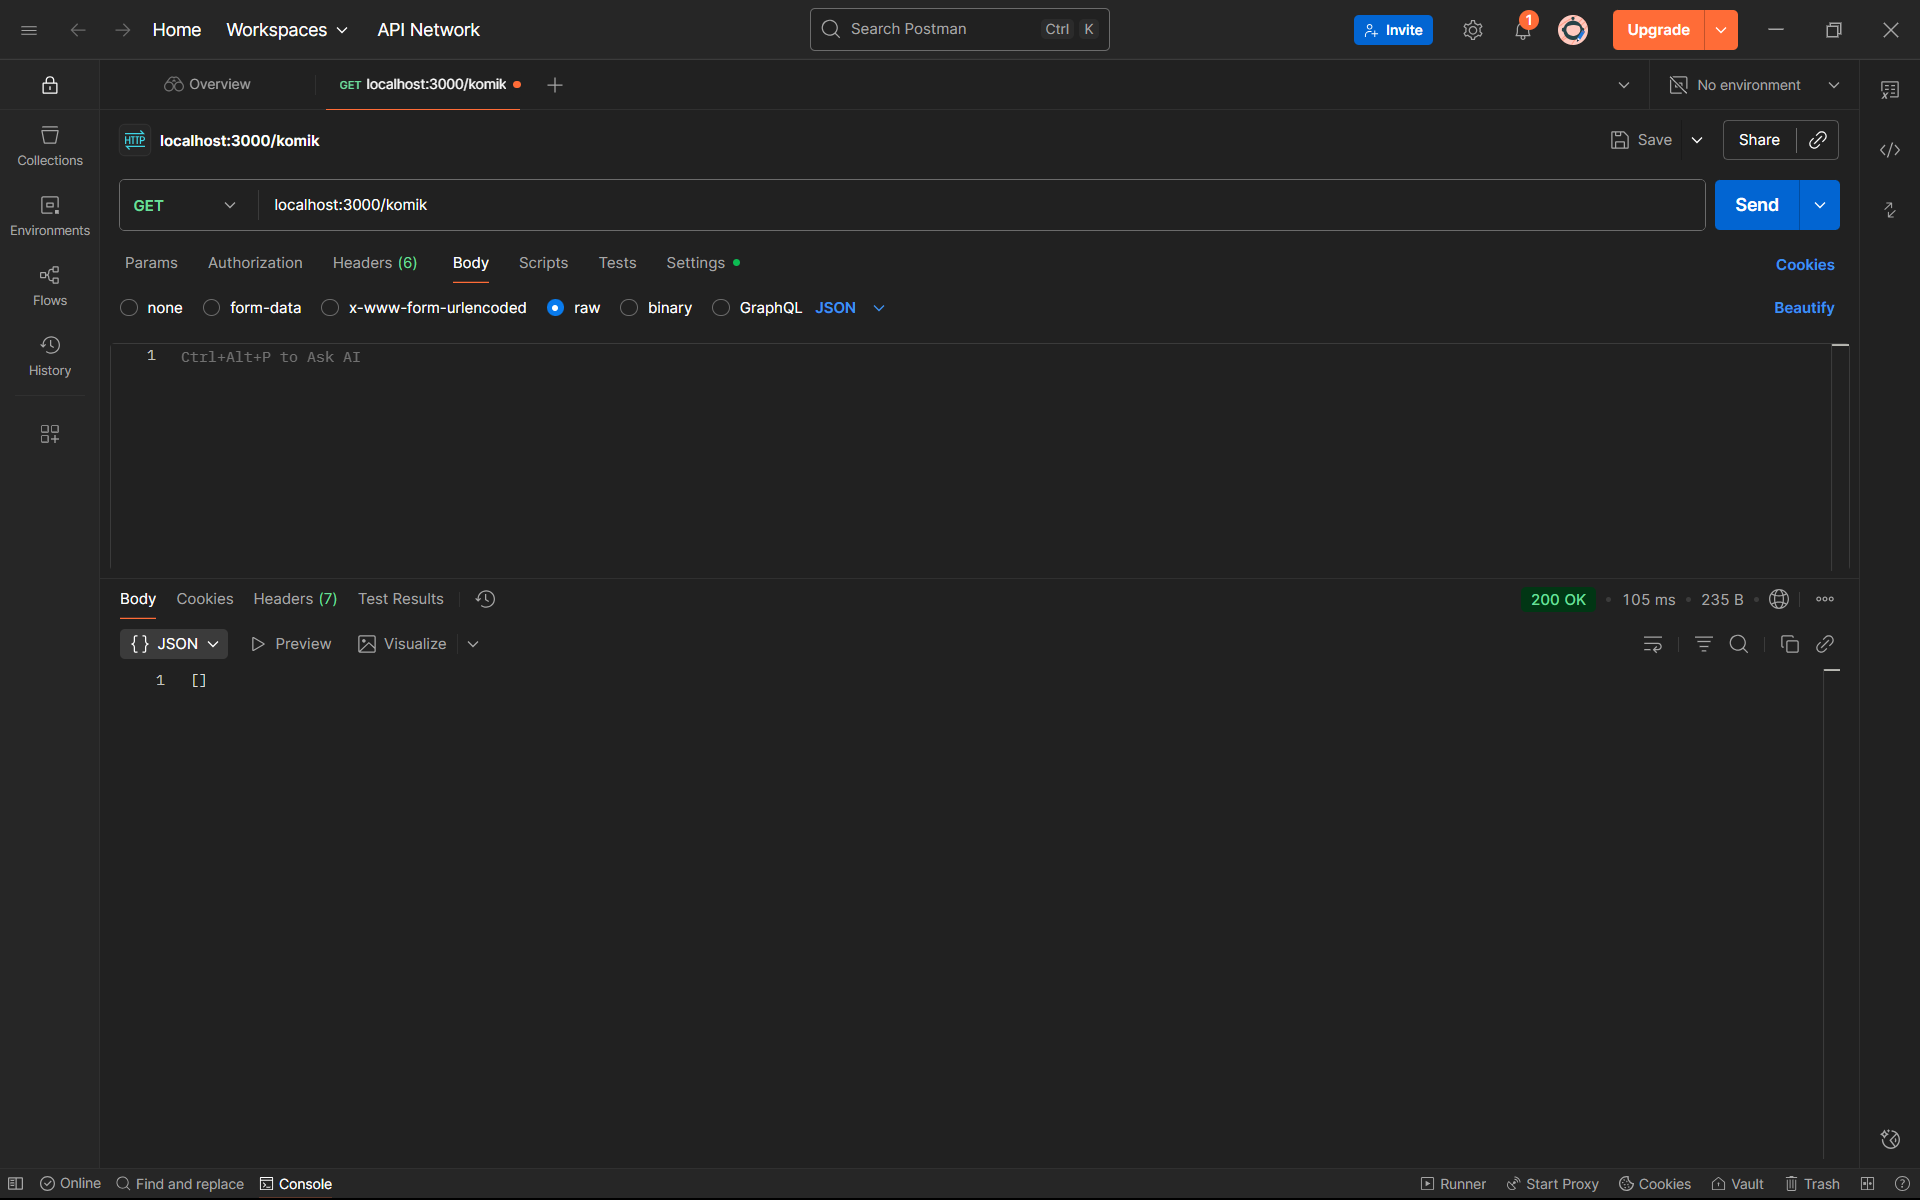 Home Workspaces API Network Search Postman Ctrl K Invite 1 Upgrade
Overview GET localhost:3000/komik No environment
HTTP localhost:3000/komik Save Share
Collections
GET localhost:3000/komik Send
Environments
Params Authorization Headers (6) Body Scripts Tests Settings Cookies
Flows
none form-data x-www-form-urlencoded raw binary GraphQL JSON Beautify
1 Ctrl+Alt+P to Ask AI
History
Body Cookies Headers (7) Test Results 200 OK • 105 ms • 235 B •
{} JSON Preview Visualize
1 []
Online Find and replace Console Runner Start Proxy Cookies Vault Trash